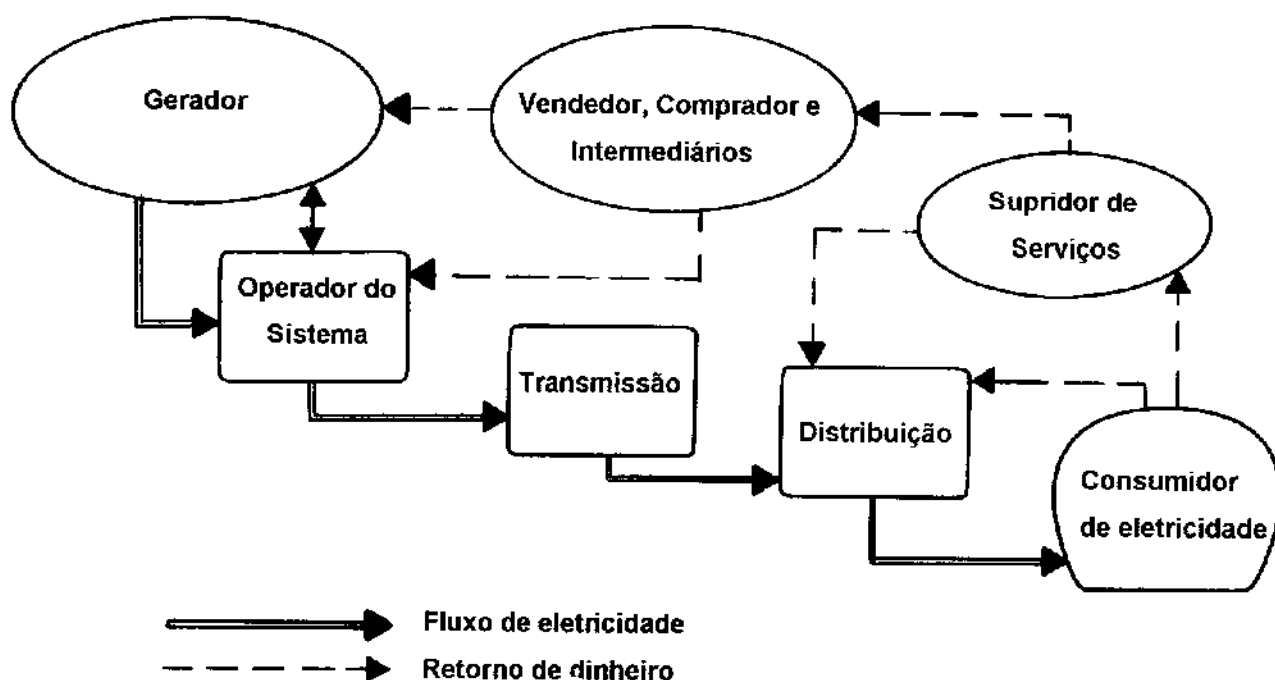 Gerador
Vendedor, Comprador e
Intermediários
Supridor de
Serviços
Operador do
Sistema
Transmissão
Distribuição
Consumidor
de eletricidade
Fluxo de eletricidade
Retorno de dinheiro